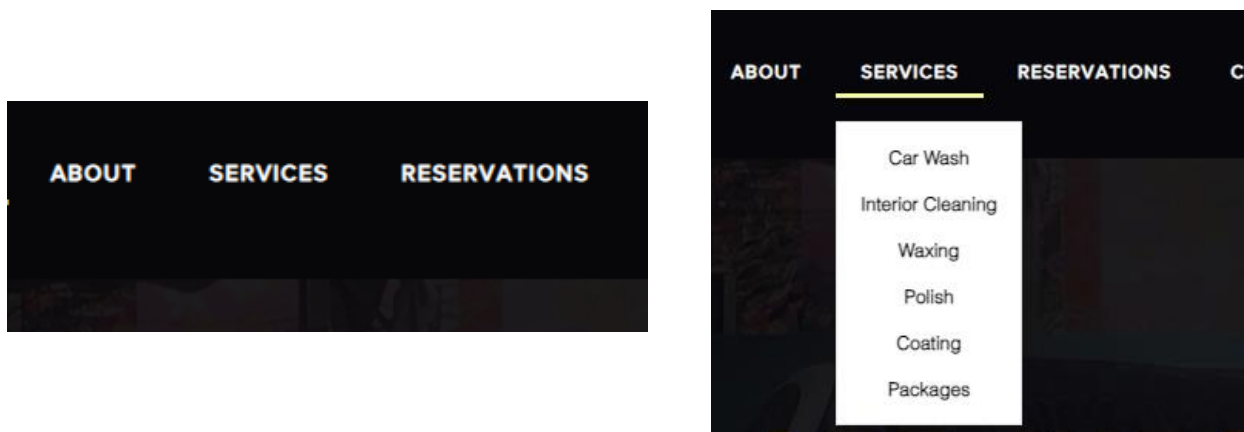 ABOUT SERVICES RESERVATIONS
ABOUT SERVICES RESERVATIONS C
Car Wash
Interior Cleaning
Waxing
Polish
Coating
Packages